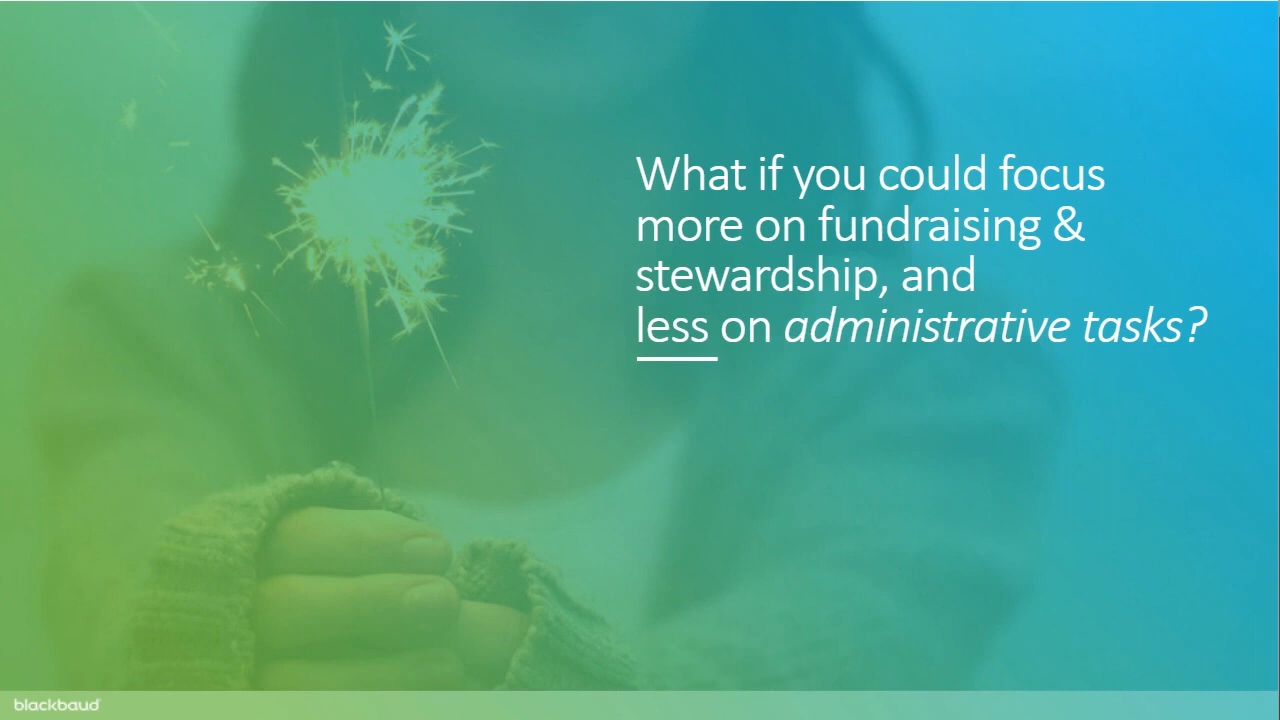 What if you could focus
more on fundraising &
stewardship, and
less on administrative tasks?
blackbaud